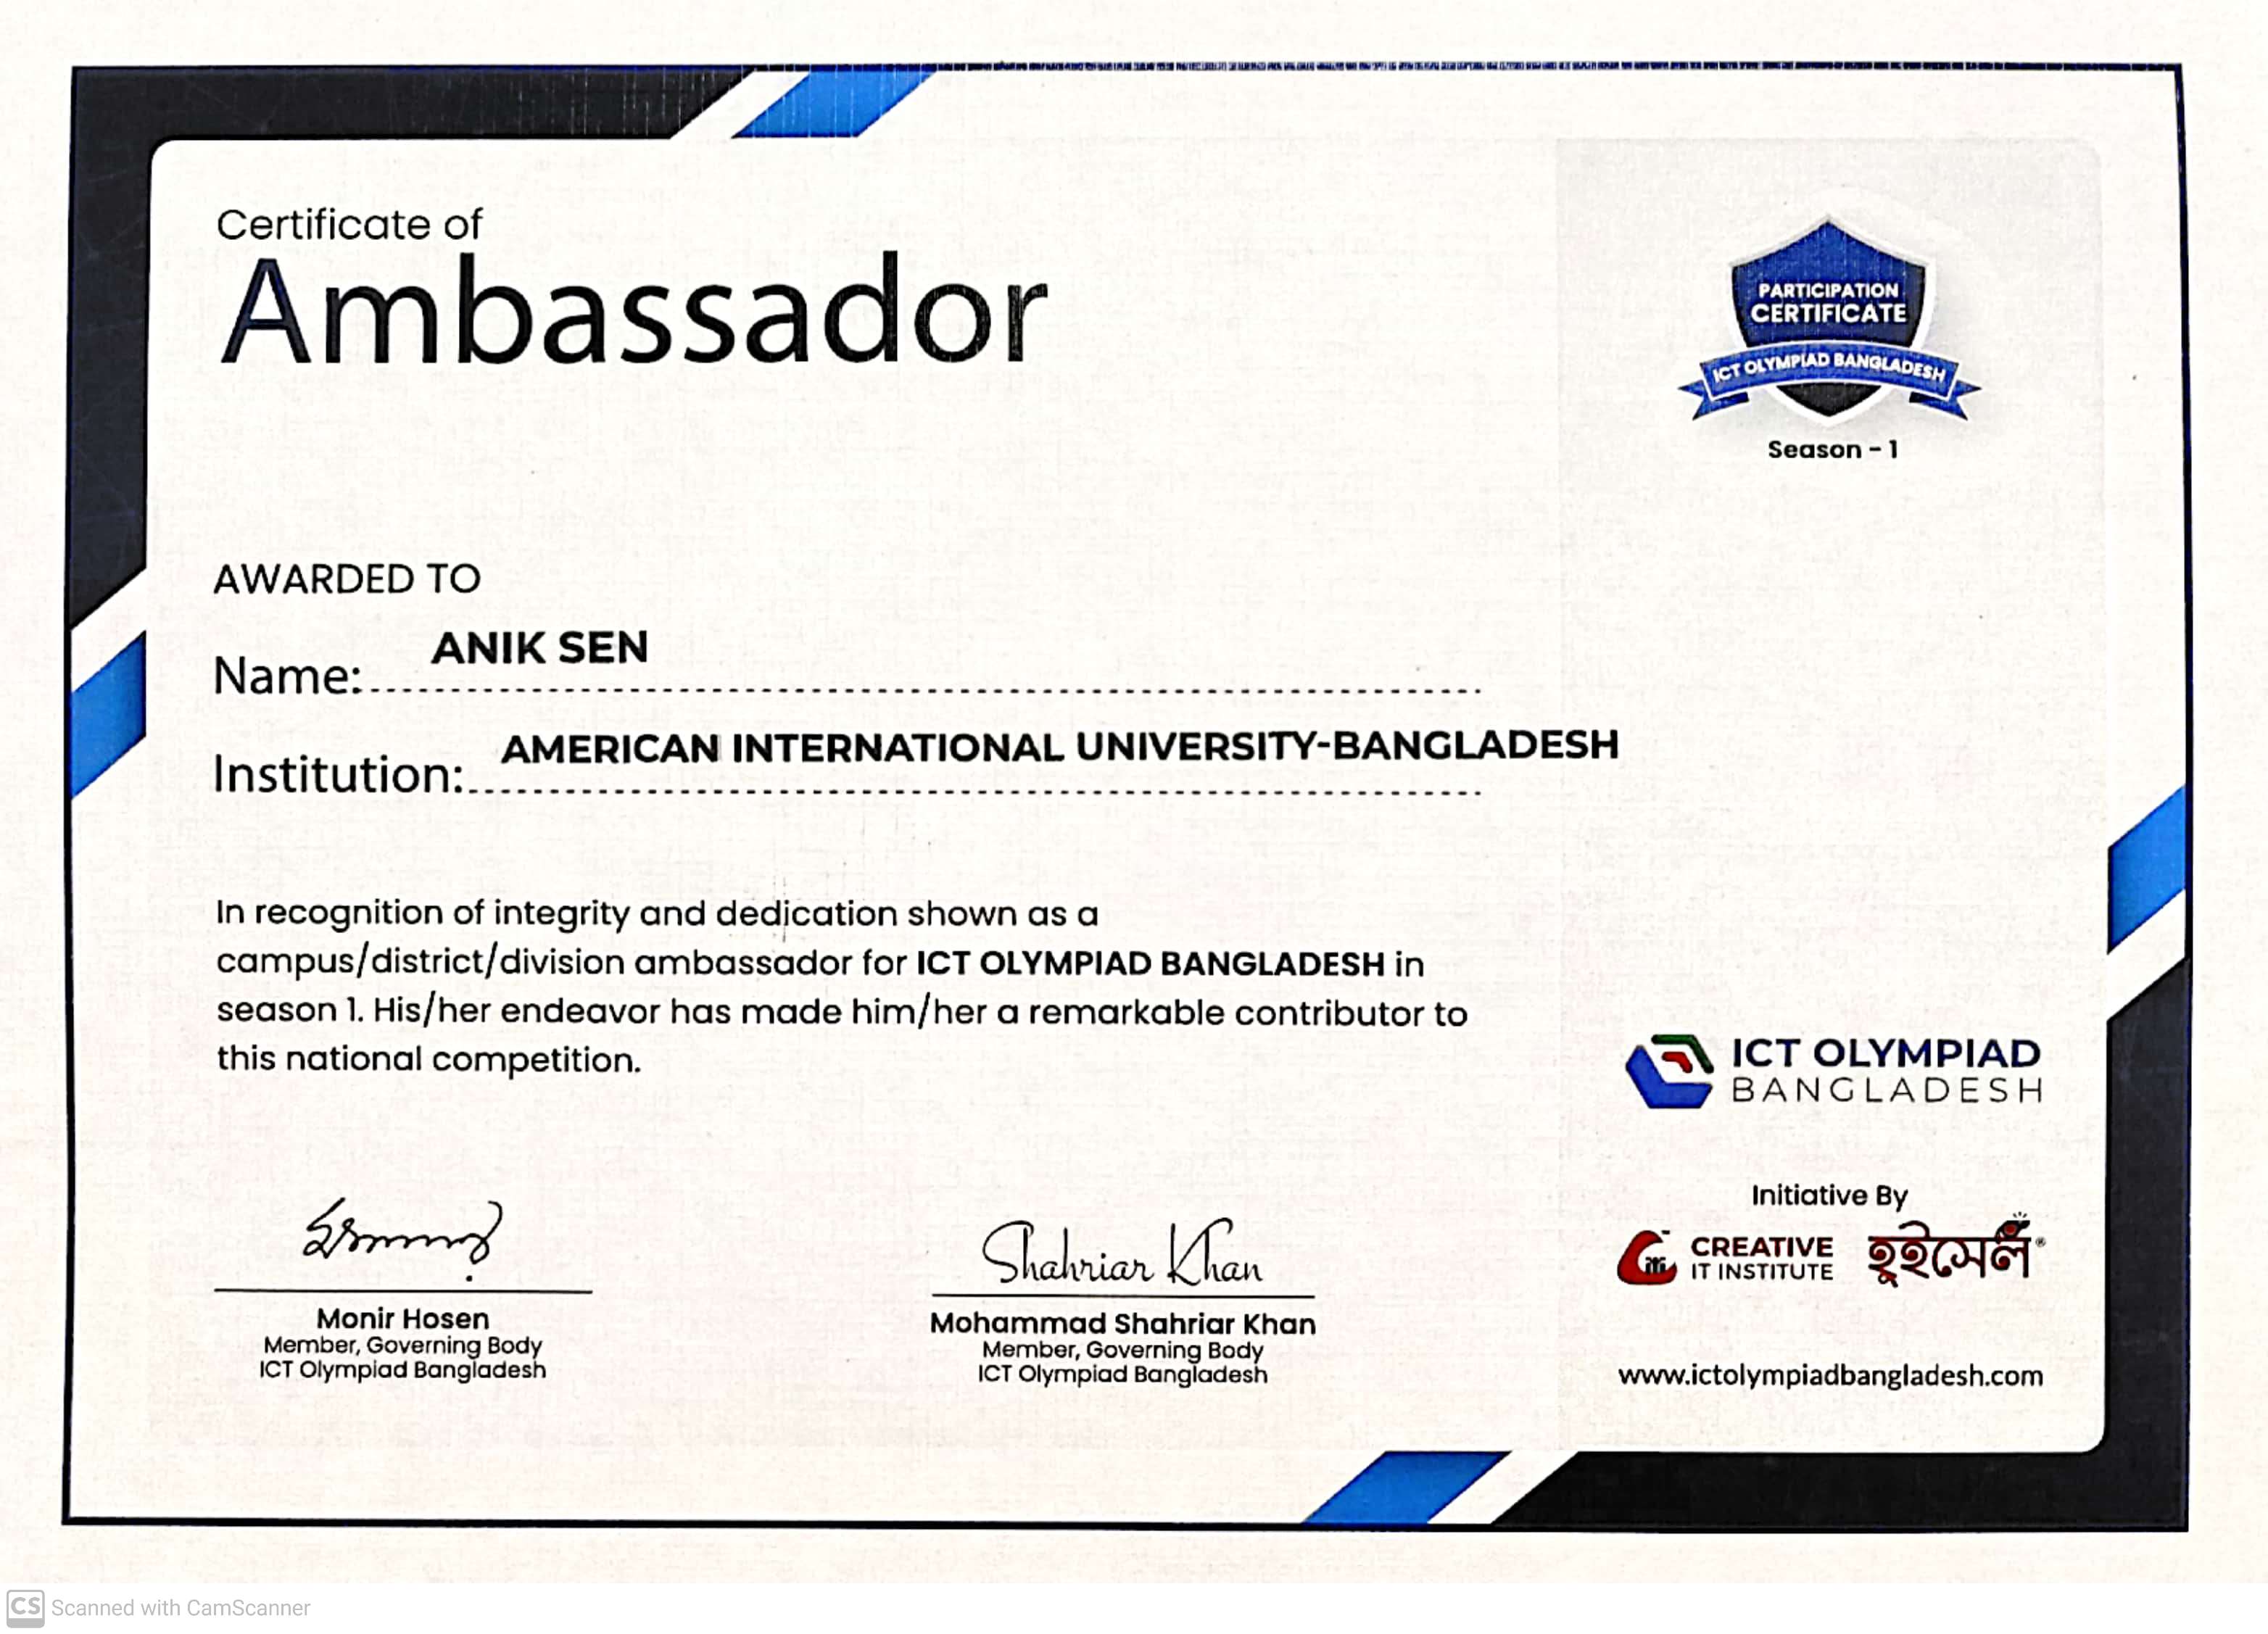 Certificate of
Ambassador
PARTICIPATION
CERTIFICATE
ICT OLYMPIAD BANGLADESH
Season - 1
AWARDED TO
Name: ANIK SEN
Institution: AMERICAN INTERNATIONAL UNIVERSITY-BANGLADESH
In recognition of integrity and dedication shown as a
campus/district/division ambassador for ICT OLYMPIAD BANGLADESH in
season 1. His/her endeavor has made him/her a remarkable contributor to
this national competition.
ICT OLYMPIAD
BANGLADESH
Initiative By
CREATIVE
IT INSTITUTE
হুইসেল
www.ictolympiadbangladesh.com
Shahriar Khan
Monir Hosen
Member, Governing Body
ICT Olympiad Bangladesh
Mohammad Shahriar Khan
Member, Governing Body
ICT Olympiad Bangladesh
CS Scanned with CamScanner